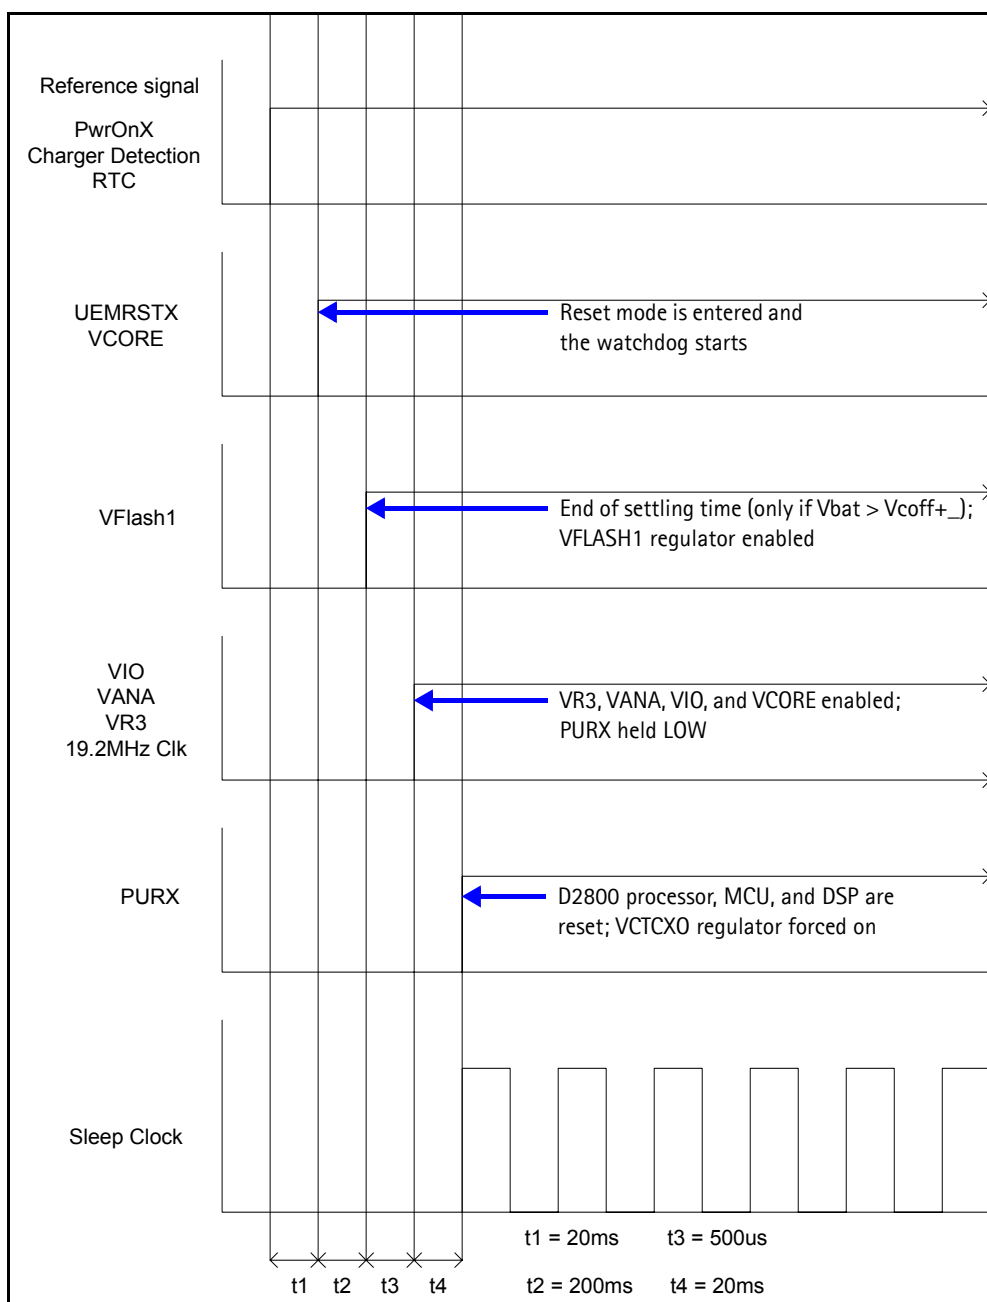 Reference signal
PwrOnX
Charger Detection
RTC
UEMRSTX
VCORE
Reset mode is entered and
the watchdog starts
VFlash1
End of settling time (only if Vbat > Vcoff+_);
VFLASH1 regulator enabled
VIO
VANA
VR3
19.2MHz Clk
VR3, VANA, VIO, and VCORE enabled;
PURX held LOW
PURX
D2800 processor, MCU, and DSP are
reset; VCTCXO regulator forced on
Sleep Clock
t1 = 20ms t3 = 500us
t1 t2 t3 t4
t2 = 200ms t4 = 20ms